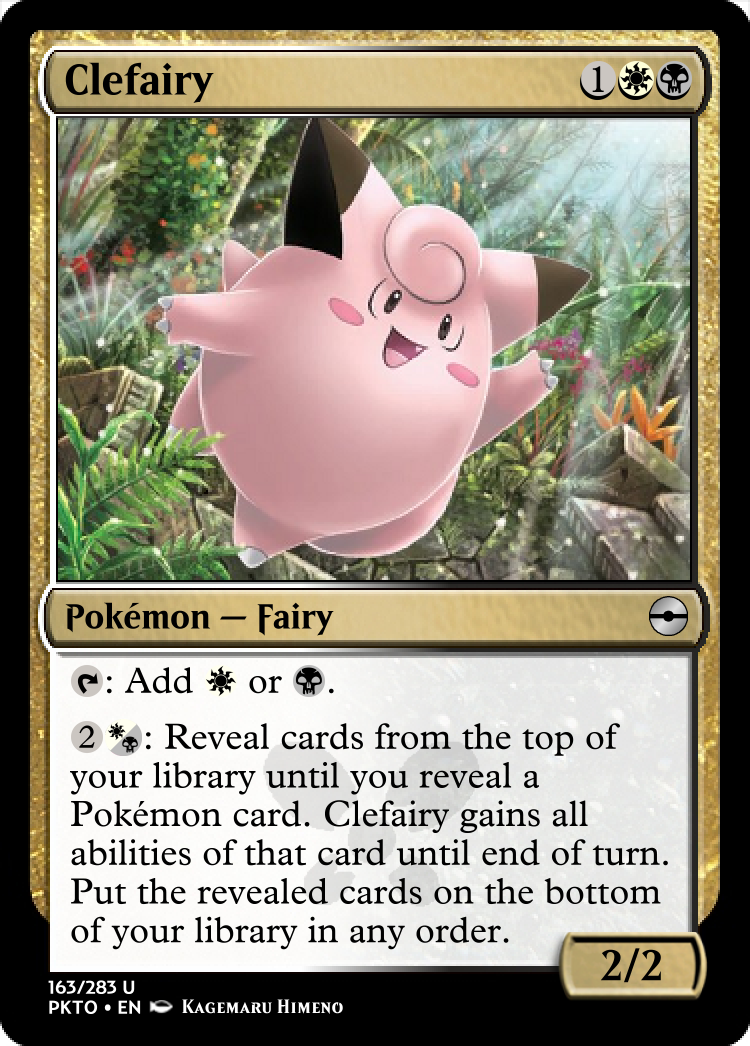 Clefairy 1
Pokémon — Fairy
: Add or .
2 : Reveal cards from the top of
your library until you reveal a
Pokémon card. Clefairy gains all
abilities of that card until end of turn.
Put the revealed cards on the bottom
of your library in any order.
2/2
163/283 U
PKTO • EN Kagemaru Himeno